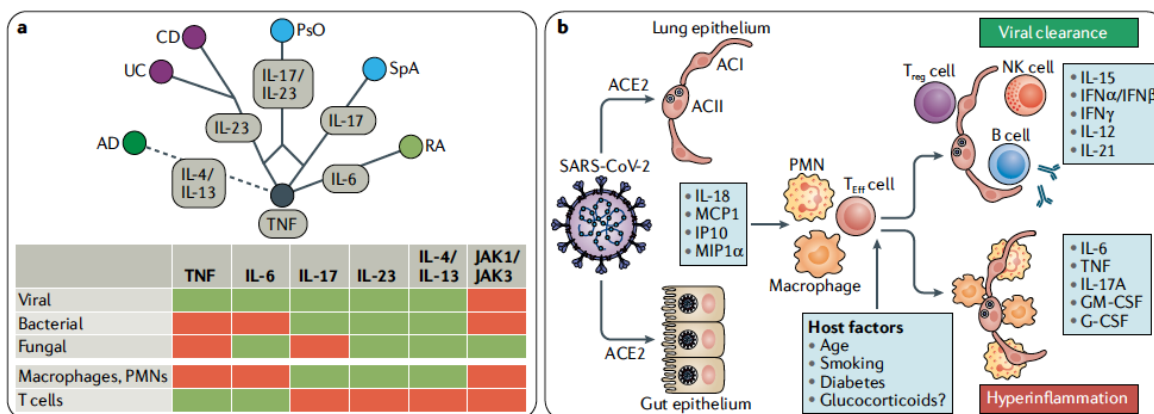 a
CD
PsO
UC
IL-17/
IL-23
SpA
IL-23
IL-17
AD
RA
IL-4/
IL-13
IL-6
TNF
TNF
IL-6
IL-17
IL-23
IL-4/
IL-13
JAK1/
JAK3
Viral
Bacterial
Fungal
Macrophages, PMNs
T cells
b
Lung epithelium
ACI
ACE2
ACII
SARS-CoV-2
• IL-18
• MCP1
• IP10
• MIP1α
ACE2
Gut epithelium
PMN
TEff cell
Macrophage
Host factors
• Age
• Smoking
• Diabetes
• Glucocorticoids?
Viral clearance
Treg cell
NK cell
B cell
• IL-15
• IFNα/IFNβ
• IFNγ
• IL-12
• IL-21
• IL-6
• TNF
• IL-17A
• GM-CSF
• G-CSF
Hyperinflammation